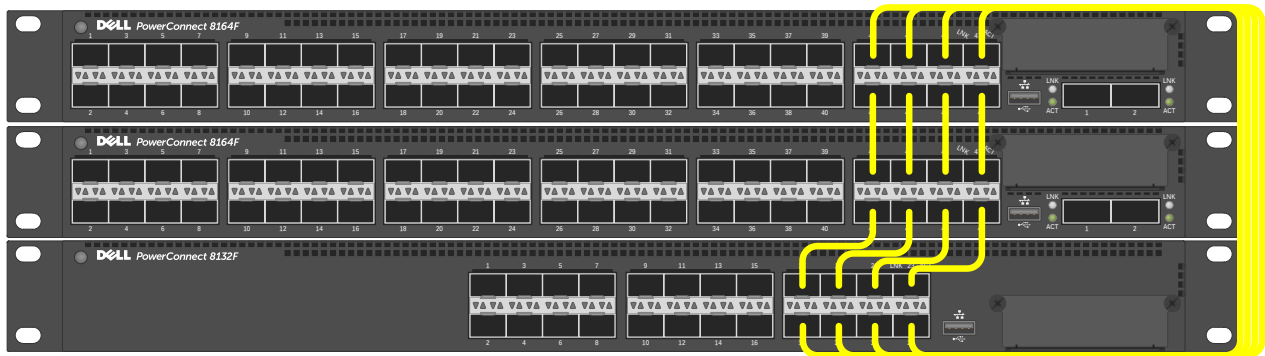 DELL PowerConnect 8164F
1 3 5 7 9 11 13 15 17 19 21 23 25 27 29 31 33 35 37 39 LNK ACT
LNK LNK
2 4 6 8 10 12 14 16 18 20 22 24 26 28 30 32 34 36 38 40 ACT 1 2 ACT
DELL PowerConnect 8164F
1 3 5 7 9 11 13 15 17 19 21 23 25 27 29 31 33 35 37 39 LNK ACT
LNK LNK
2 4 6 8 10 12 14 16 18 20 22 24 26 28 30 32 34 36 38 40 ACT 1 2 ACT
DELL PowerConnect 8132F
1 3 5 7 9 11 13 15 LNK
2 4 6 8 10 12 14 16